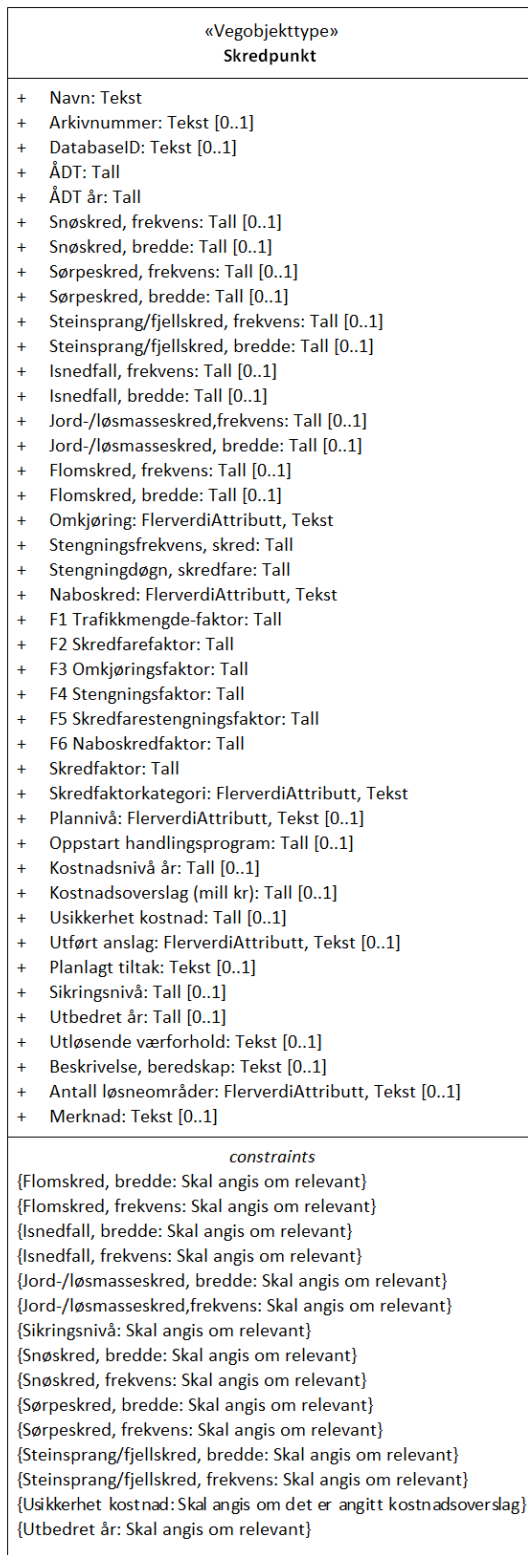 «Vegobjekttype»
Skredpunkt
+ Navn: Tekst
+ Arkivnummer: Tekst [0..1]
+ DatabaseID: Tekst [0..1]
+ ÅDT: Tall
+ ÅDT år: Tall
+ Snøskred, frekvens: Tall [0..1]
+ Snøskred, bredde: Tall [0..1]
+ Sørpeskred, frekvens: Tall [0..1]
+ Sørpeskred, bredde: Tall [0..1]
+ Steinsprang/fjellskred, frekvens: Tall [0..1]
+ Steinsprang/fjellskred, bredde: Tall [0..1]
+ Isnedfall, frekvens: Tall [0..1]
+ Isnedfall, bredde: Tall [0..1]
+ Jord-/løsmasseskred,frekvens: Tall [0..1]
+ Jord-/løsmasseskred, bredde: Tall [0..1]
+ Flomskred, frekvens: Tall [0..1]
+ Flomskred, bredde: Tall [0..1]
+ Omkjøring: FlerverdiAttributt, Tekst
+ Stengningsfrekvens, skred: Tall
+ Stengningdøgn, skredfare: Tall
+ Naboskred: FlerverdiAttributt, Tekst
+ F1 Trafikkmengde-faktor: Tall
+ F2 Skredfarefaktor: Tall
+ F3 Omkjøringsfaktor: Tall
+ F4 Stengningsfaktor: Tall
+ F5 Skredfarestengningsfaktor: Tall
+ F6 Naboskredfaktor: Tall
+ Skredfaktor: Tall
+ Skredfaktorkategori: FlerverdiAttributt, Tekst
+ Plannivå: FlerverdiAttributt, Tekst [0..1]
+ Oppstart handlingsprogram: Tall [0..1]
+ Kostnadsnivå år: Tall [0..1]
+ Kostnadsoverslag (mill kr): Tall [0..1]
+ Usikkerhet kostnad: Tall [0..1]
+ Utført anslag: FlerverdiAttributt, Tekst [0..1]
+ Planlagt tiltak: Tekst [0..1]
+ Sikringsnivå: Tall [0..1]
+ Utbedret år: Tall [0..1]
+ Utløsende værforhold: Tekst [0..1]
+ Beskrivelse, beredskap: Tekst [0..1]
+ Antall løsneområder: FlerverdiAttributt, Tekst [0..1]
+ Merknad: Tekst [0..1]
constraints
{Flomskred, bredde: Skal angis om relevant}
{Flomskred, frekvens: Skal angis om relevant}
{Isnedfall, bredde: Skal angis om relevant}
{Isnedfall, frekvens: Skal angis om relevant}
{Jord-/løsmasseskred, bredde: Skal angis om relevant}
{Jord-/løsmasseskred,frekvens: Skal angis om relevant}
{Sikringsnivå: Skal angis om relevant}
{Snøskred, bredde: Skal angis om relevant}
{Snøskred, frekvens: Skal angis om relevant}
{Sørpeskred, bredde: Skal angis om relevant}
{Sørpeskred, frekvens: Skal angis om relevant}
{Steinsprang/fjellskred, bredde: Skal angis om relevant}
{Steinsprang/fjellskred, frekvens: Skal angis om relevant}
{Usikkerhet kostnad: Skal angis om det er angitt kostnadsoverslag}
{Utbedret år: Skal angis om relevant}